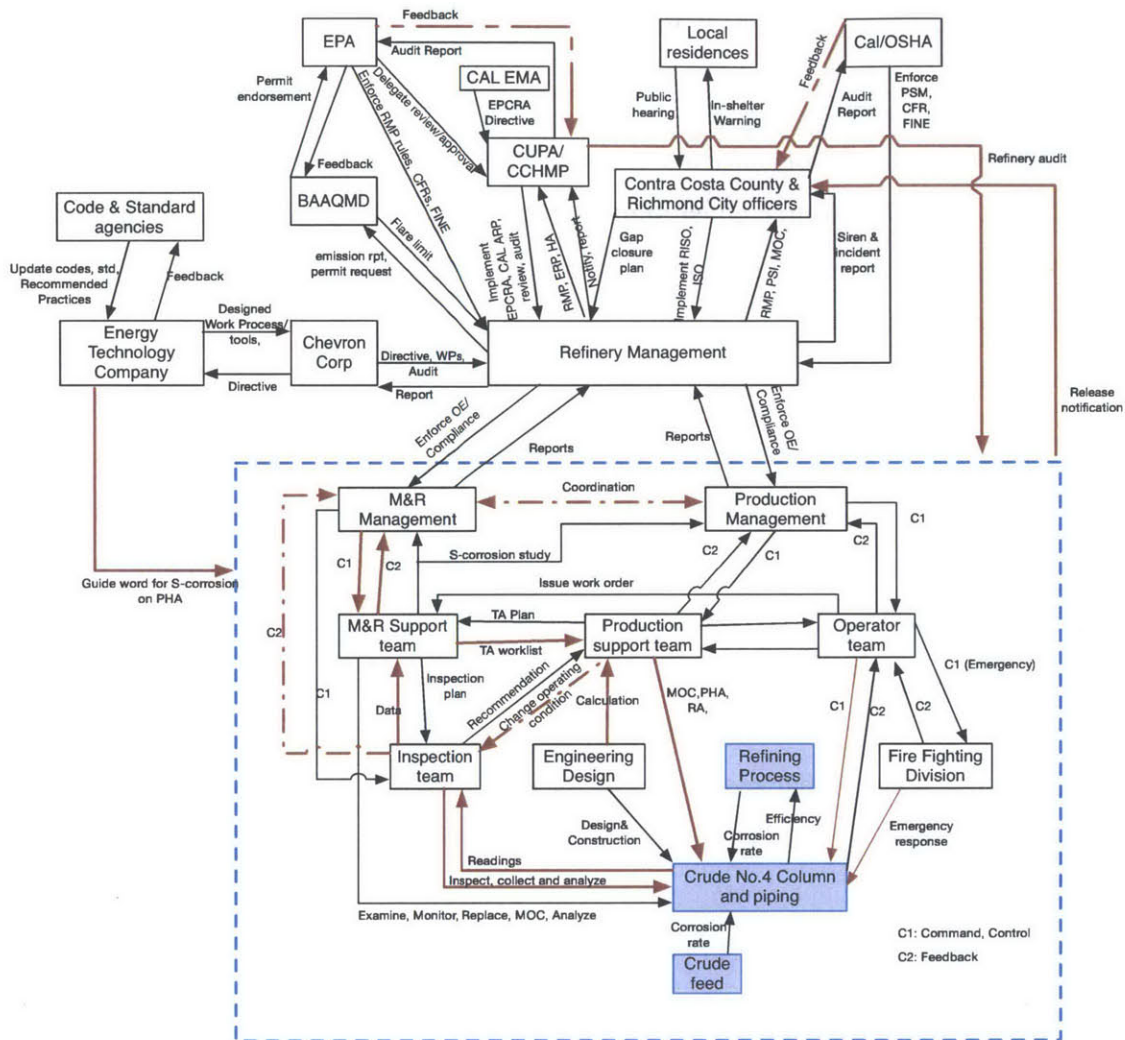 Feedback
EPA
Audit Report
CAL EMA
Local
residences
Cal/OSHA
Feedback
Permit
endorsement
Delegate review/approval
Enforce RMP rules, CFRs, FINE
EPCRA
Directive
Public
hearing
In-shelter
Warning
Audit
Report
Enforce
PSM,
CFR,
FINE
Feedback
CUPA/
CCHMP
Refinery audit
BAAQMD
Contra Costa County &
Richmond City officers
Code & Standard
agencies
Flare limit
emission rpt,
permit request
Implement
EPCRA, CAL ARP,
review, audit
RMP, ERP, HA
Notify, report
Gap
closure
plan
Implement RISO,
ISO
RMP, PSI, MOC,
Siren &
incident
report
Update codes, std,
Recommended
Practices
Feedback
Designed
Work Process/
tools,
Energy
Technology
Company
Chevron
Corp
Directive, WPs,
Audit
Refinery Management
Directive
Report
Release
notification
Enforce OE/
Compliance
Reports
Reports
Enforce OE/
Compliance
M&R
Management
Coordination
Production
Management
C1
C2
C1
C2
S-corrosion study
C2
C1
Guide word for S-corrosion
on PHA
Issue work order
C2
M&R Support
team
TA Plan
TA worklist
Production
support team
Operator
team
C1
Data
Inspection
plan
Recommendation
Change operating
condition
Calculation
MOC,PHA,
RA,
C1
C2
C2
C1 (Emergency)
Inspection
team
Engineering
Design
Refining
Process
Fire Fighting
Division
Design&
Construction
Corrosion
rate
Efficiency
Emergency
response
Readings
Inspect, collect and analyze
Crude No.4 Column
and piping
Examine, Monitor, Replace, MOC, Analyze
Corrosion
rate
Crude
feed
C1: Command, Control
C2: Feedback